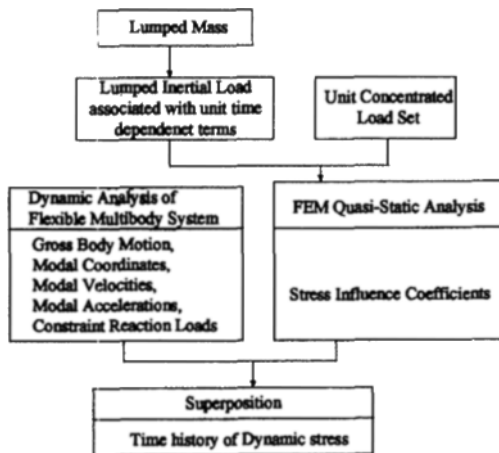 Lumped Mass
Lumped Inertial Load
associated with unit time
dependenet terms
Unit Concentrated
Load Set
Dynamic Analysis of
Flexible Multibody System
Gross Body Motion,
Modal Coordinates,
Modal Velocities,
Modal Accelerations,
Constraint Reaction Loads
FEM Quasi-Static Analysis
Stress Influence Coefficients
Superposition
Time history of Dynamic stress